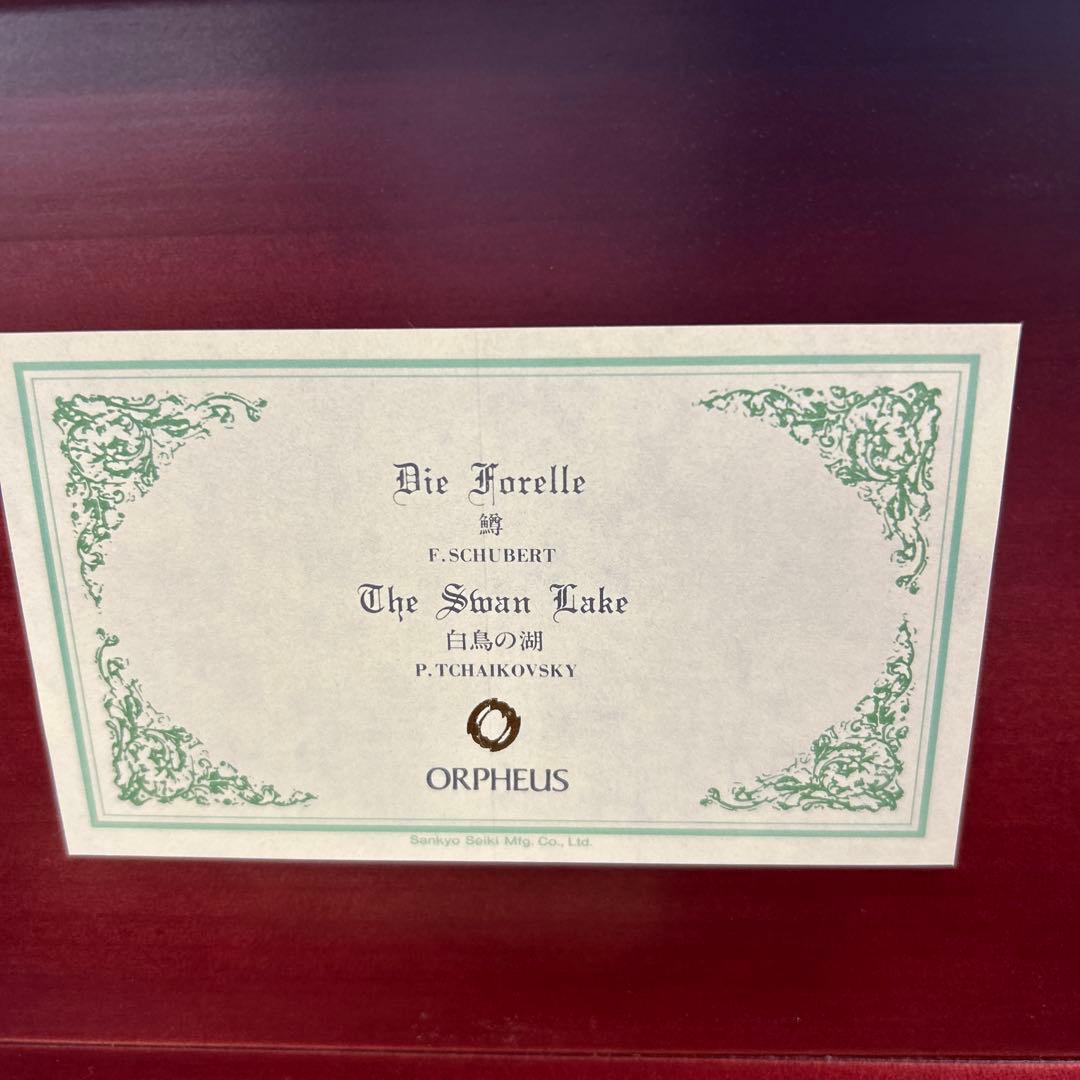 Die Forelle
鱒
F.SCHUBERT
The Swan Lake
白鳥の湖
P.TCHAIKOVSKY
ORPHEUS
Sankyo Seiki Mfg. Co., Ltd.